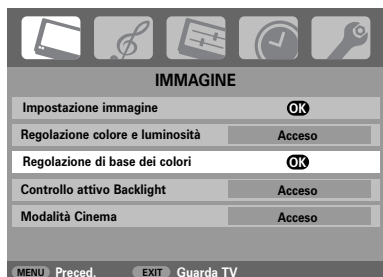 IMMAGINE
Impostazione immagine OK
Regolazione colore e luminosità Acceso
Regolazione di base dei colori OK
Controllo attivo Backlight Acceso
Modalità Cinema Acceso
MENU Preced. EXIT Guarda TV